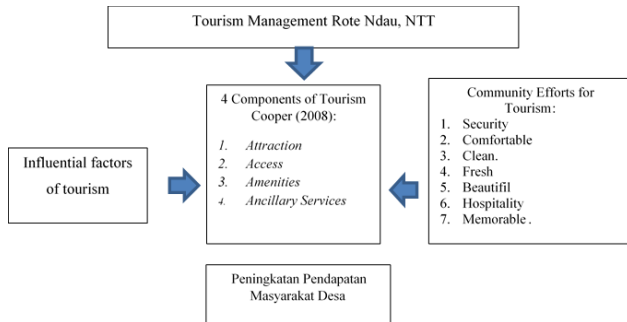 Tourism Management Rote Ndau, NTT
4 Components of Tourism
Cooper (2008):
1. Attraction
2. Access
3. Amenities
4. Ancillary Services
Influential factors
of tourism
Community Efforts for
Tourism:
1. Security
2. Comfortable
3. Clean.
4. Fresh
5. Beautifil
6. Hospitality
7. Memorable .
Peningkatan Pendapatan
Masyarakat Desa